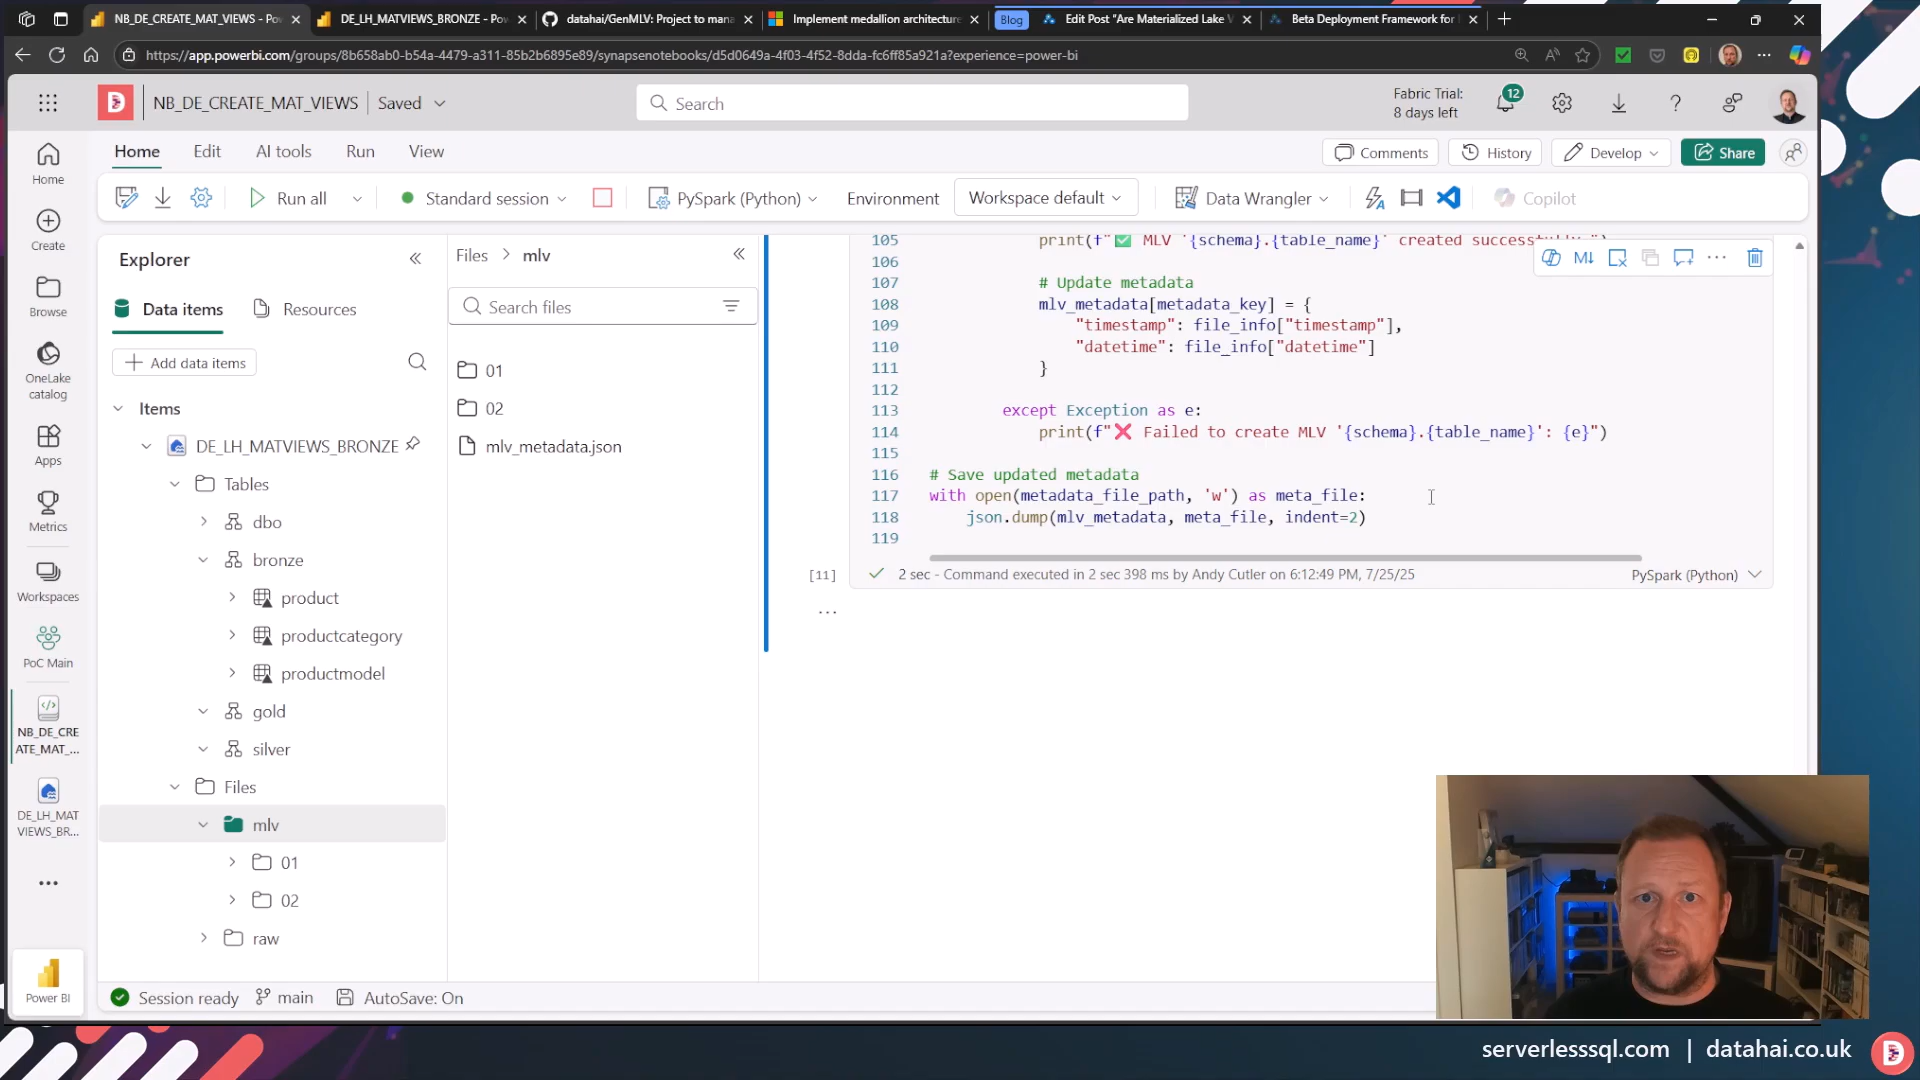 NB_DE_CREATE_MAT_VIEWS - Po
DE_LH_MATVIEWS_BRONZE - Pow
datahai/GenMLV: Project to mana
Implement medallion architecture
Blog
Edit Post "Are Materialized Lake V
Beta Deployment Framework for
https://app.powerbi.com/groups/8b658ab0-b54a-4479-a311-85b2b6895e89/synapsenotebooks/d5d0649a-4f03-4f52-8dda-fc6ff85a921a?experience=power-bi
NB_DE_CREATE_MAT_VIEWS
Saved
Search
Fabric Trial:
8 days left
12
Home
Edit
AI tools
Run
View
Comments
History
Develop
Share
Run all
Standard session
PySpark (Python)
Environment
Workspace default
Data Wrangler
Copilot
Home
Create
Browse
OneLake
catalog
Apps
Metrics
Workspaces
PoC Main
NB_DE_CRE
ATE_MAT_...
DE_LH_MAT
VIEWS_BR...
Power BI
Explorer
Data items
Resources
Add data items
Items
DE_LH_MATVIEWS_BRONZE
Tables
dbo
bronze
product
productcategory
productmodel
gold
silver
Files
mlv
01
02
raw
Files > mlv
Search files
01
02
mlv_metadata.json
105 print(f"✅ MLV '{schema}.{table_name}' created successfully.")
106
107 # Update metadata
108 mlv_metadata[metadata_key] = {
109 "timestamp": file_info["timestamp"],
110 "datetime": file_info["datetime"]
111 }
112
113 except Exception as e:
114 print(f"❌ Failed to create MLV '{schema}.{table_name}': {e}")
115
116 # Save updated metadata
117 with open(metadata_file_path, 'w') as meta_file:
118 json.dump(mlv_metadata, meta_file, indent=2)
119
[11]
2 sec - Command executed in 2 sec 398 ms by Andy Cutler on 6:12:49 PM, 7/25/25
PySpark (Python)
M↓
Session ready
main
AutoSave: On
serverlesssql.com | datahai.co.uk